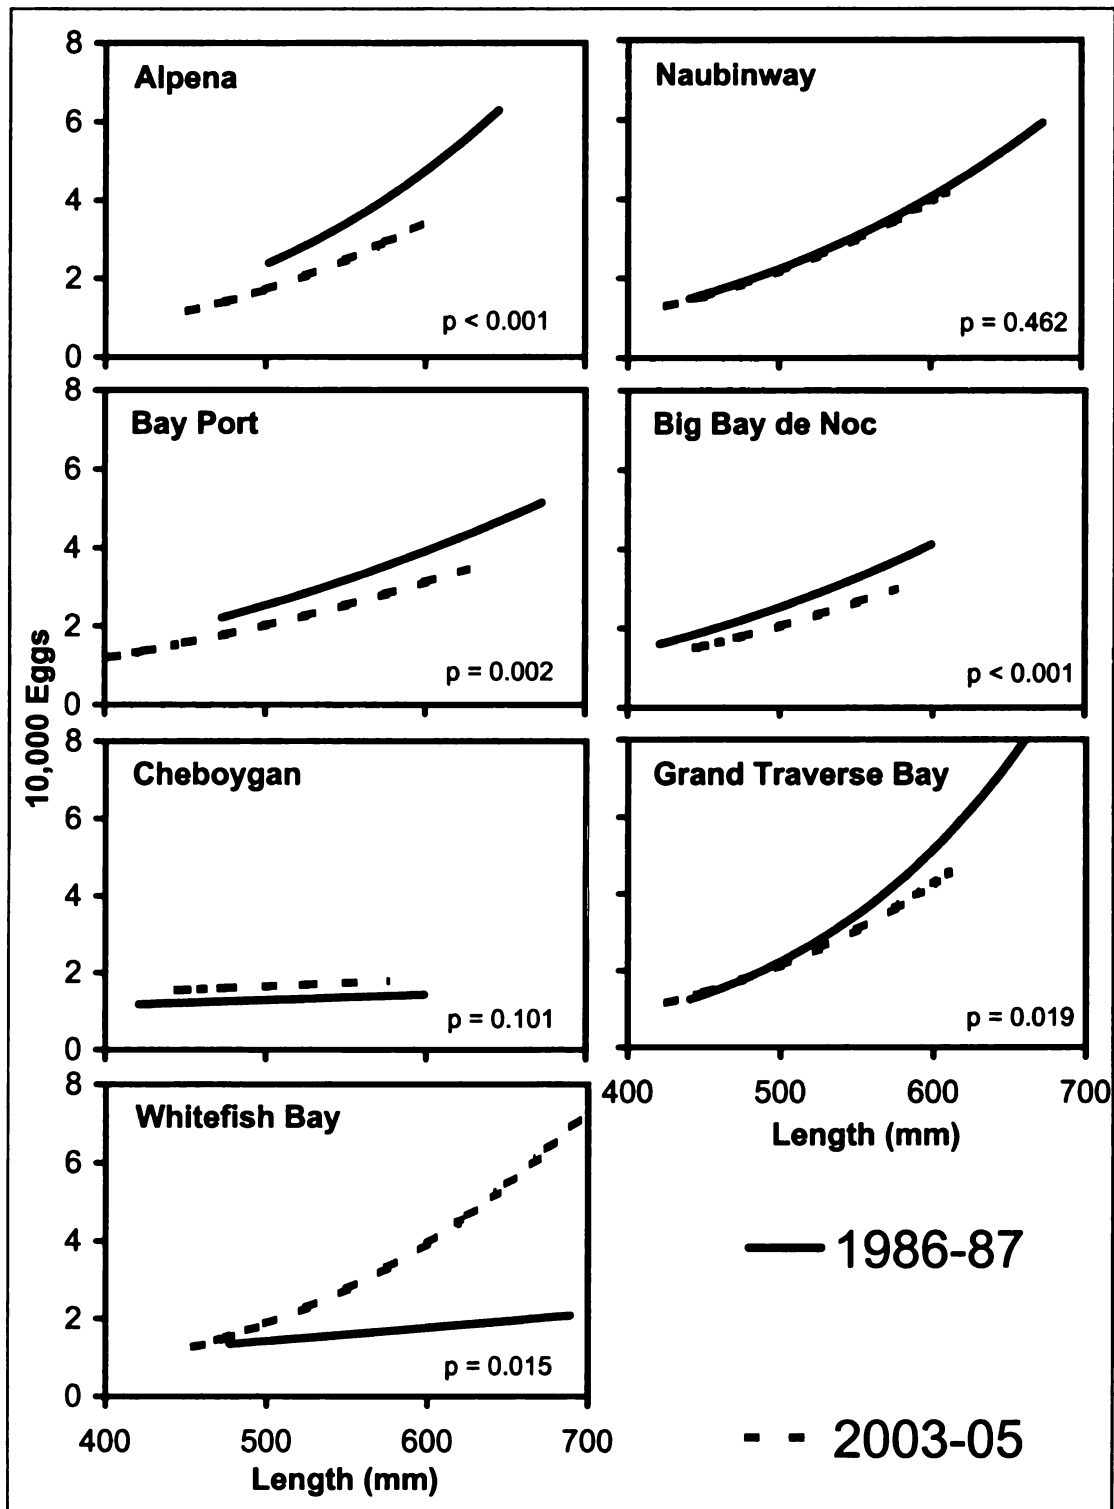 8
Alpena
6
4
2
p < 0.001
0
Naubinway
p = 0.462
Bay Port
8
6
4
2
p = 0.002
0
Big Bay de Noc
p < 0.001
10,000 Eggs
8
Cheboygan
6
4
2
p = 0.101
0
Grand Traverse Bay
p = 0.019
400 500 600 700
Length (mm)
8
Whitefish Bay
6
4
2
p = 0.015
0
400 500 600 700
Length (mm)
1986-87
2003-05